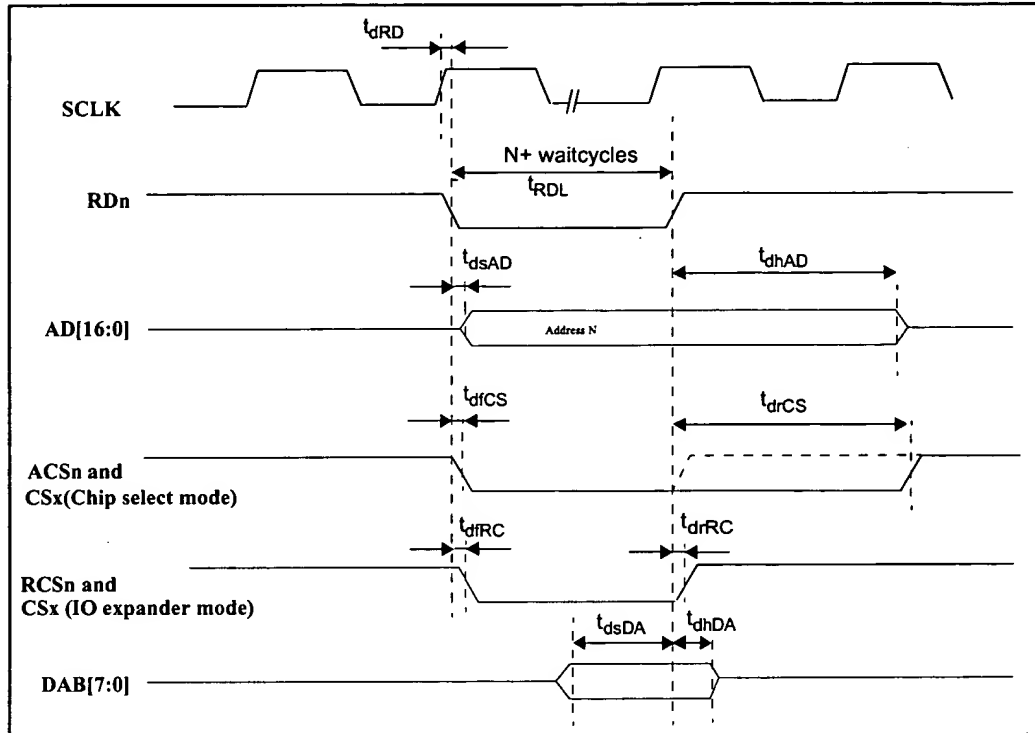 tdRD
SCLK
N+ waitcycles
tRDL
RDn
tdsAD
tdhAD
AD[16:0]
Address N
tdfCS
tdrCS
ACSn and
CSx(Chip select mode)
tdfRC
tdrRC
RCSn and
CSx (IO expander mode)
tdsDA
tdhDA
DAB[7:0]